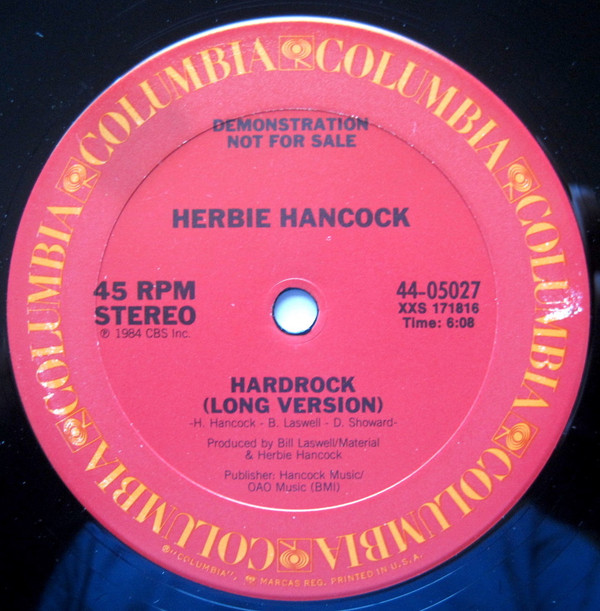 COLUMBIA COLUMBIA COLUMBIA COLUMBIA COLUMBIA COLUMBIA COLUMBIA COLUMBIA
DEMONSTRATION
NOT FOR SALE
HERBIE HANCOCK
45 RPM
STEREO
℗ 1984 CBS Inc.
44-05027
XXS 171816
Time: 6:08
HARDROCK
(LONG VERSION)
-H. Hancock - B. Laswell - D. Showard-
Produced by Bill Laswell/Material
& Herbie Hancock
Publisher: Hancock Music/
OAO Music (BMI)
®"COLUMBIA", MARCAS REG. PRINTED IN U.S.A.